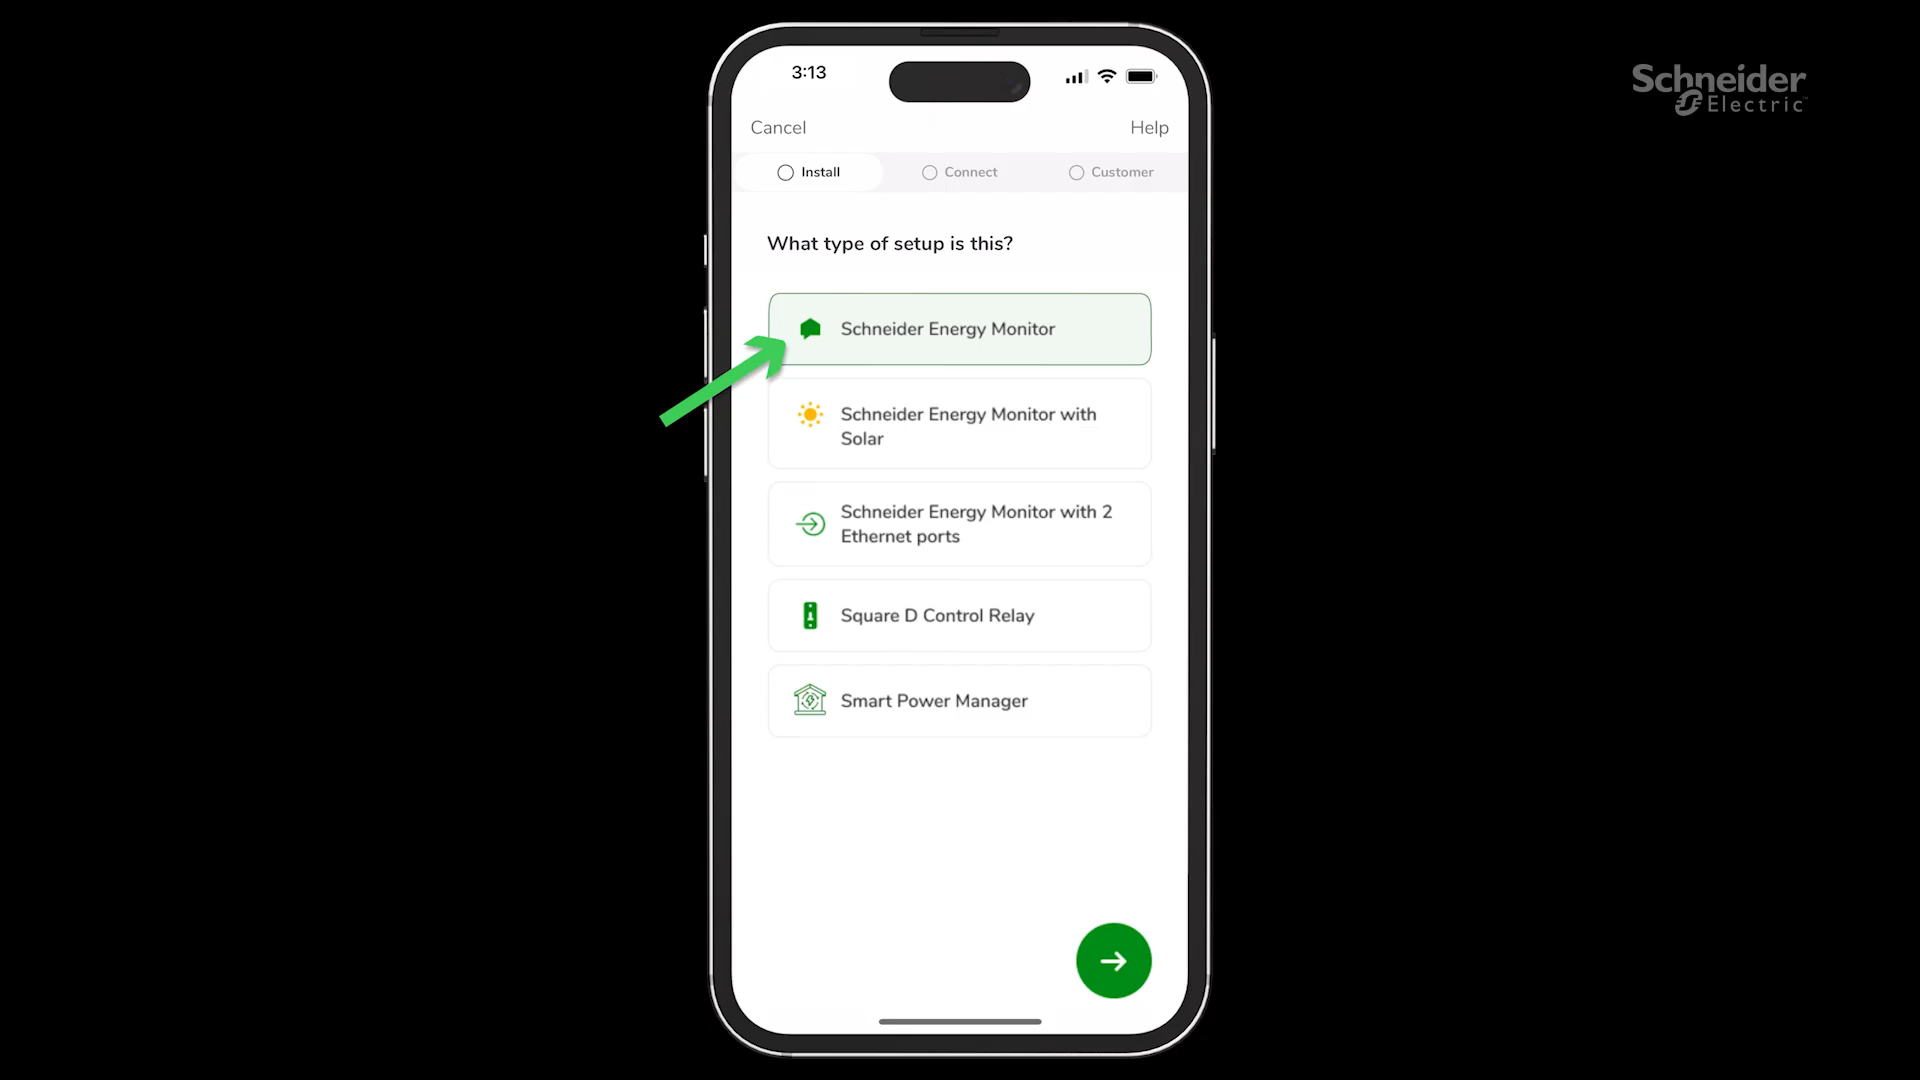 3:13
Schneider
Electric
Cancel
Help
Install
Connect
Customer
What type of setup is this?
Schneider Energy Monitor
Schneider Energy Monitor with
Solar
Schneider Energy Monitor with 2
Ethernet ports
Square D Control Relay
Smart Power Manager